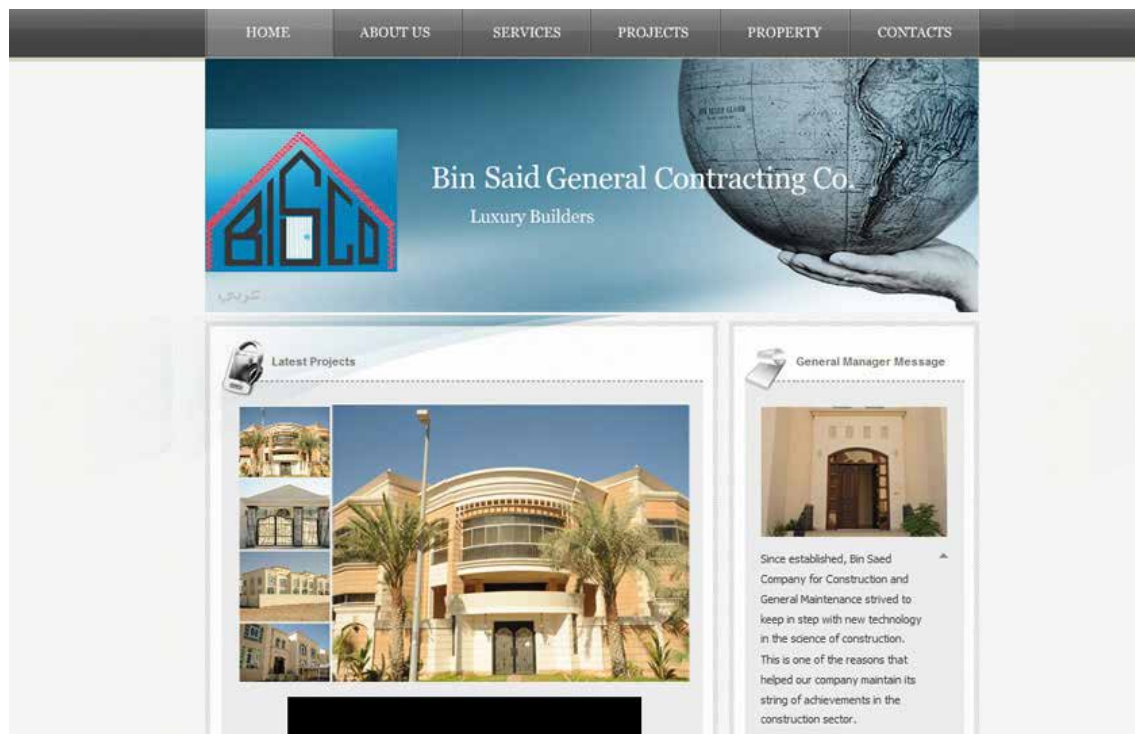 HOME ABOUT US SERVICES PROJECTS PROPERTY CONTACTS
BISCO
Bin Said General Contracting Co.
Luxury Builders
عربي
Latest Projects
General Manager Message
Since established, Bin Saed
Company for Construction and
General Maintenance strived to
keep in step with new technology
in the science of construction.
This is one of the reasons that
helped our company maintain its
string of achievements in the
construction sector.